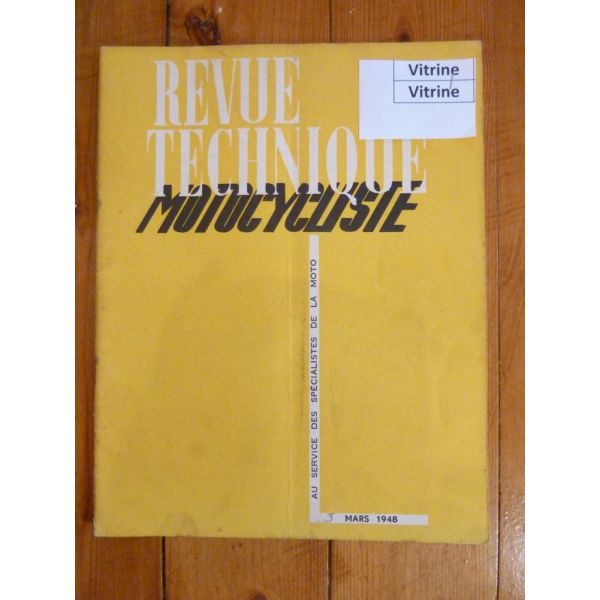 REVUE
TECHNIQUE
MOTOCYCLISTE
Vitrine
Vitrine
AU SERVICE DES SPÉCIALISTES DE LA MOTO
3 MARS 1948